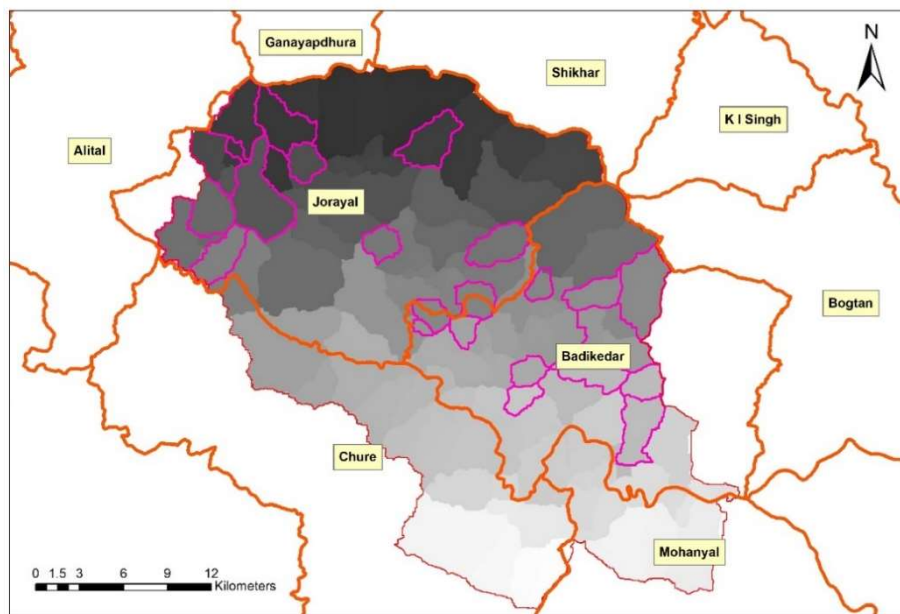 Ganayapdhura
N
Shikhar
K I Singh
Alital
Jorayal
Bogtan
Badikedar
Chure
Mohanyal
0 1.5 3 6 9 12
Kilometers